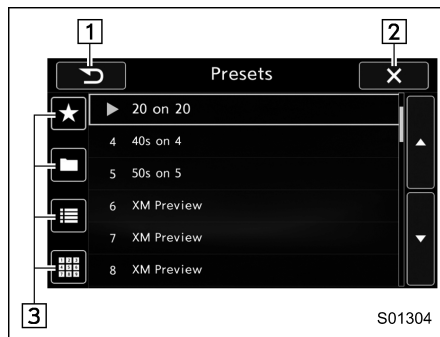 1 2
Presets
20 on 20
4 40s on 4
5 50s on 5
6 XM Preview
7 XM Preview
8 XM Preview
3
S01304